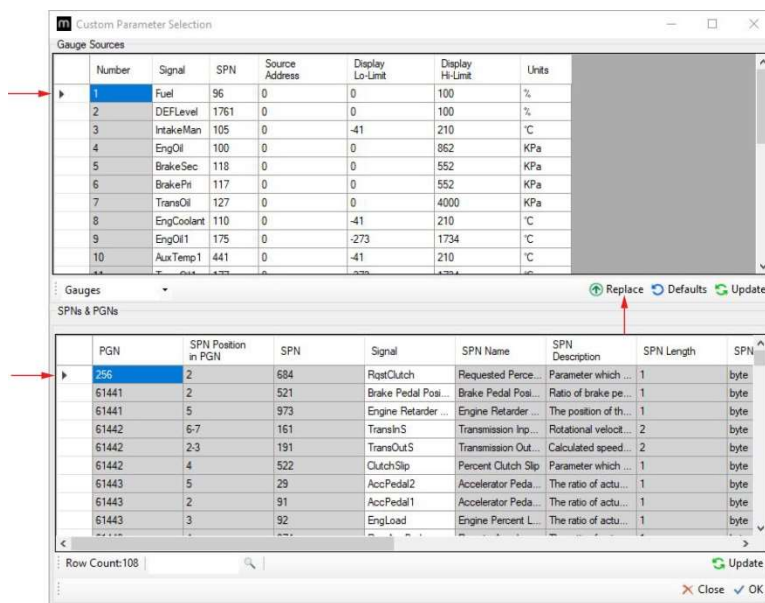 m Custom Parameter Selection
Gauge Sources
Number Signal SPN Source Address Display Lo-Limit Display Hi-Limit Units
1 Fuel 96 0 0 100 %
2 DEFLevel 1761 0 0 100 %
3 IntakeMan 105 0 -41 210 °C
4 EngOil 100 0 0 862 KPa
5 BrakeSec 118 0 0 552 KPa
6 BrakePri 117 0 0 552 KPa
7 TransOil 127 0 0 4000 KPa
8 EngCoolant 110 0 -41 210 °C
9 EngOil1 175 0 -273 1734 °C
10 AuxTemp1 441 0 -41 210 °C
Gauges Replace Defaults Update
SPNs & PGNs
PGN SPN Position in PGN SPN Signal SPN Name SPN Description SPN Length SPN
256 2 684 RqstClutch Requested Perce... Parameter which ... 1 byte
61441 2 521 Brake Pedal Posi... Brake Pedal Posi... Ratio of brake pe... 1 byte
61441 5 973 Engine Retarder ... Engine Retarder ... The position of th... 1 byte
61442 6-7 161 TransInS Transmission Inp... Rotational velocit... 2 byte
61442 2-3 191 TransOutS Transmission Out... Calculated speed... 2 byte
61442 4 522 ClutchSlip Percent Clutch Slip Parameter which ... 1 byte
61443 5 29 AccPedal2 Accelerator Peda... The ratio of actu... 1 byte
61443 2 91 AccPedal1 Accelerator Peda... The ratio of actu... 1 byte
61443 3 92 EngLoad Engine Percent L... The ratio of actu... 1 byte
Row Count:108 Update
Close OK